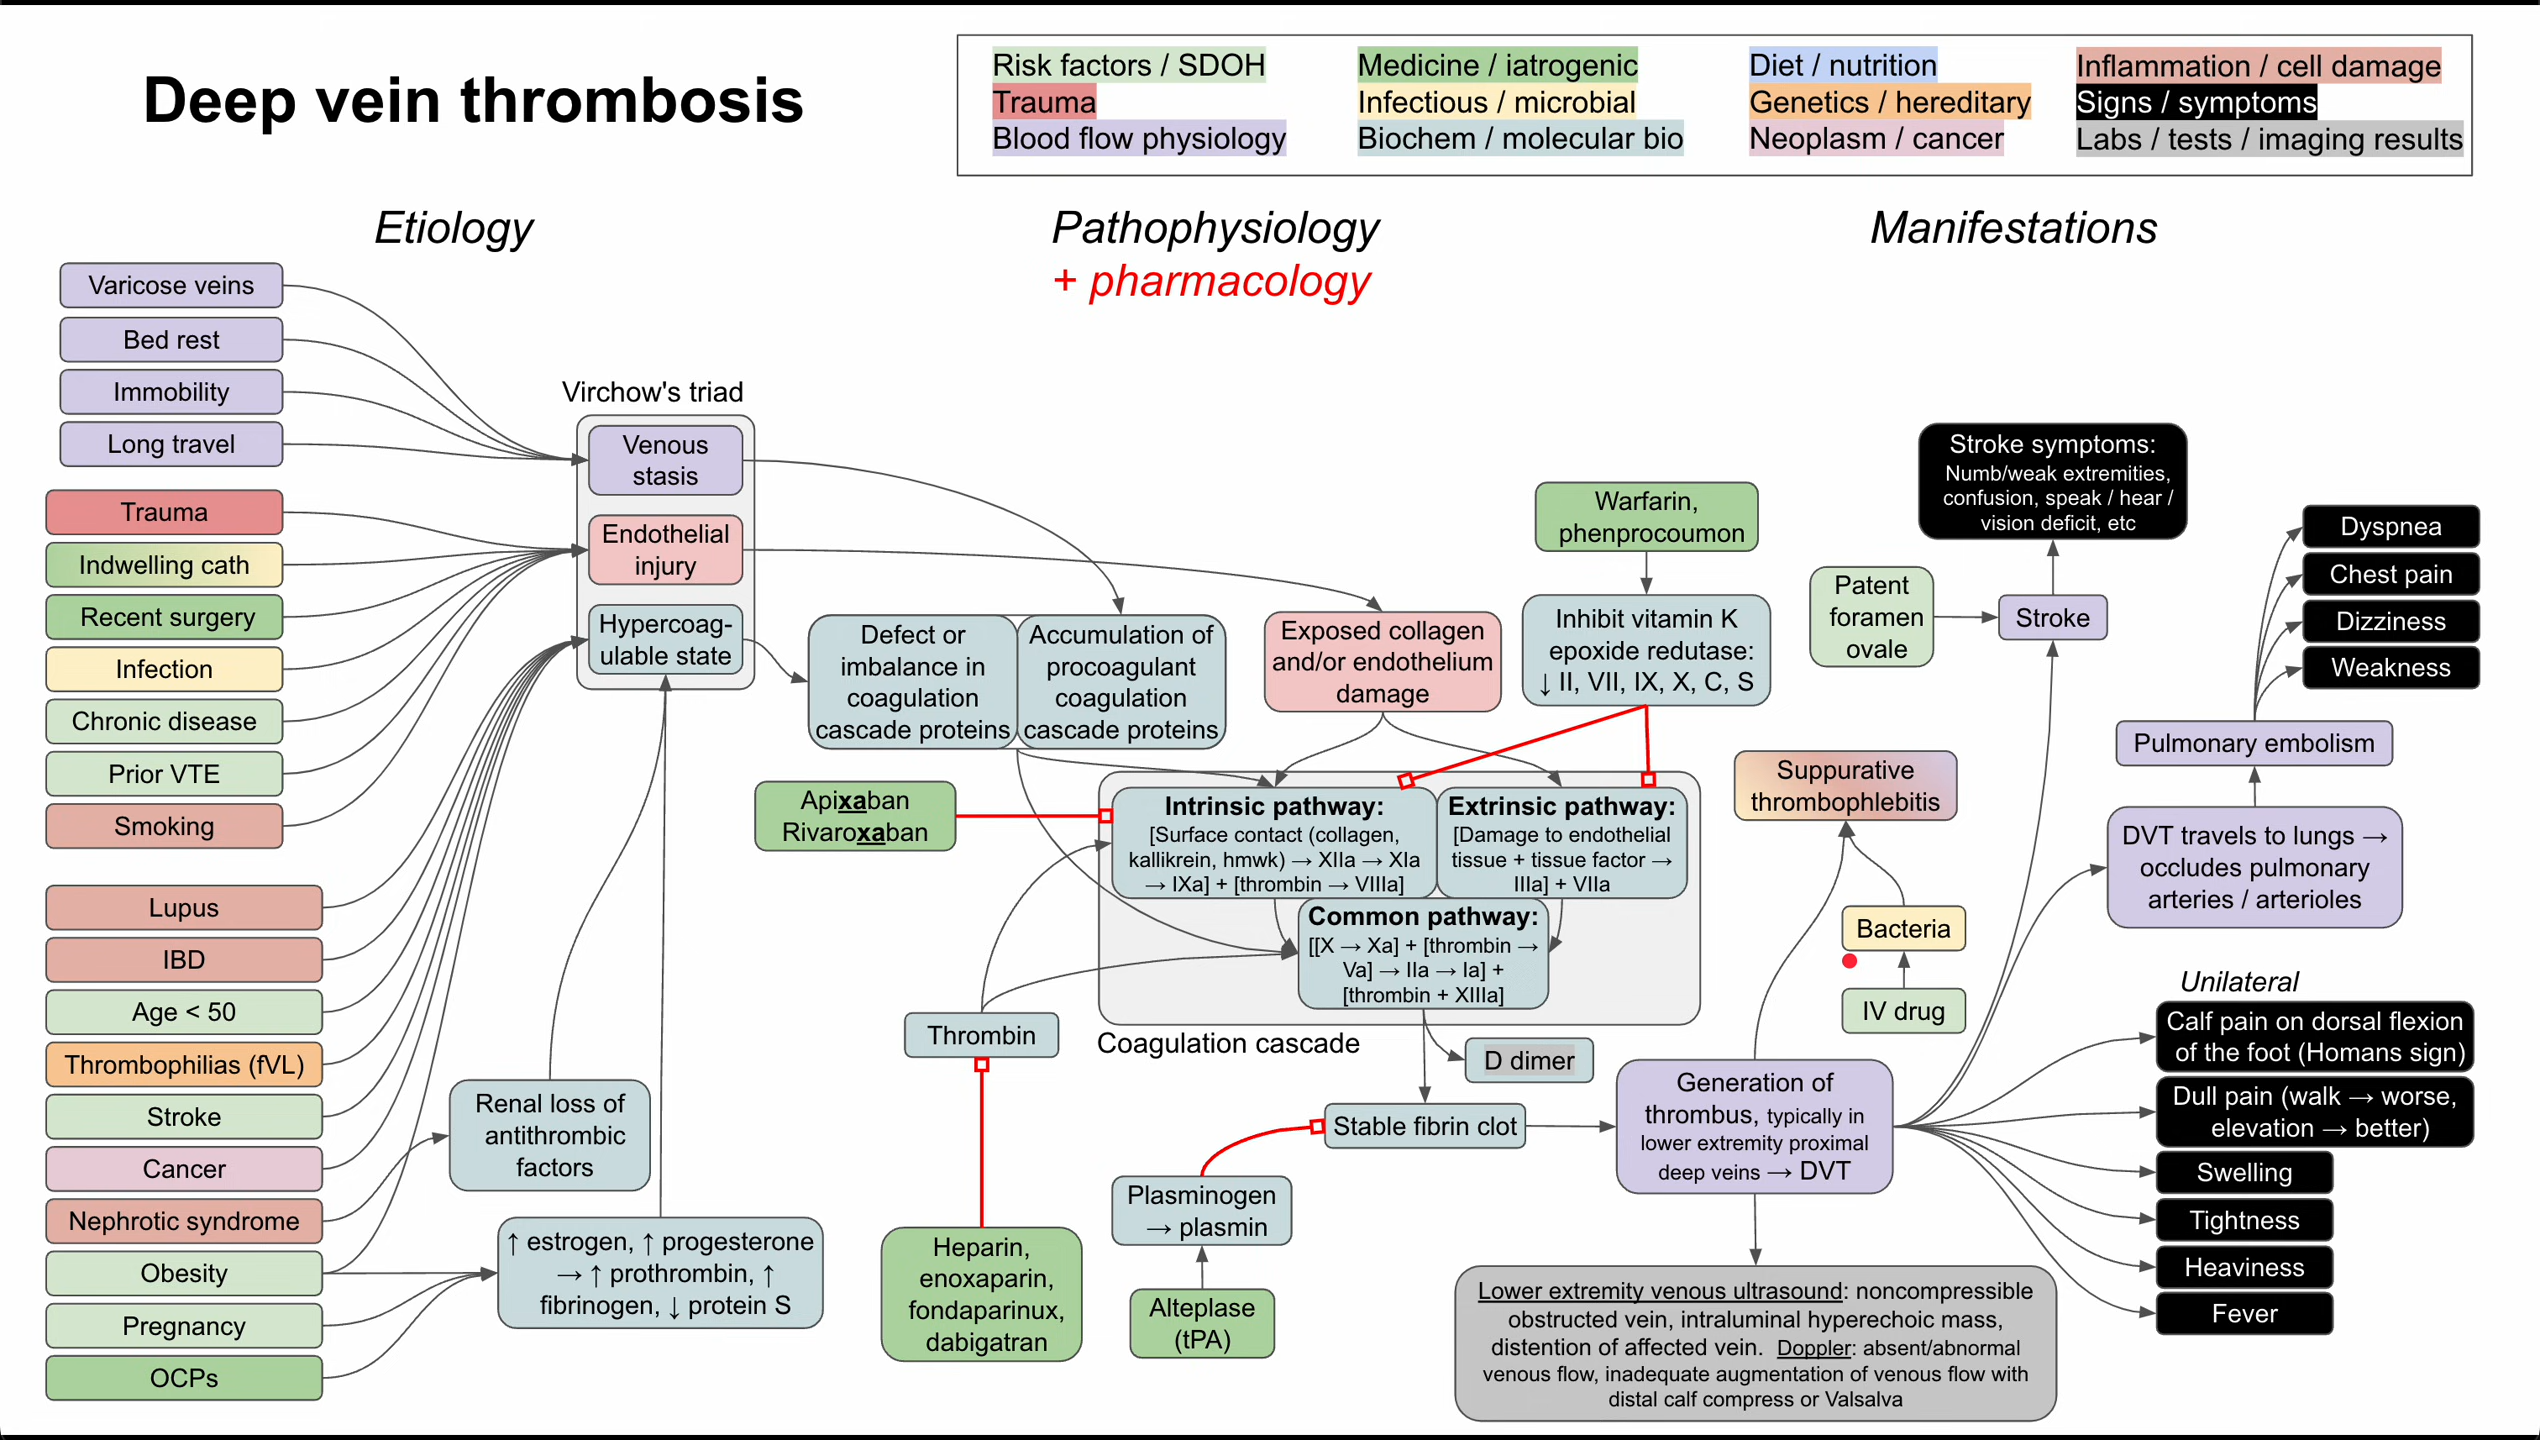 Deep vein thrombosis
Risk factors / SDOH
Trauma
Blood flow physiology
Medicine / iatrogenic
Infectious / microbial
Biochem / molecular bio
Diet / nutrition
Genetics / hereditary
Neoplasm / cancer
Inflammation / cell damage
Signs / symptoms
Labs / tests / imaging results
Etiology
Pathophysiology
+ pharmacology
Manifestations
Varicose veins
Bed rest
Immobility
Long travel
Trauma
Indwelling cath
Recent surgery
Infection
Chronic disease
Prior VTE
Smoking
Lupus
IBD
Age < 50
Thrombophilias (fVL)
Stroke
Cancer
Nephrotic syndrome
Obesity
Pregnancy
OCPs
Virchow's triad
Venous
stasis
Endothelial
injury
Hypercoag-
ulable state
Renal loss of
antithrombic
factors
↑ estrogen, ↑ progesterone
→ ↑ prothrombin, ↑
fibrinogen, ↓ protein S
Defect or
imbalance in
coagulation
cascade proteins
Accumulation of
procoagulant
coagulation
cascade proteins
Exposed collagen
and/or endothelium
damage
Warfarin,
phenprocoumon
Inhibit vitamin K
epoxide redutase:
↓ II, VII, IX, X, C, S
Apixaban
Rivaroxaban
Intrinsic pathway:
[Surface contact (collagen,
kallikrein, hmwk) → XIIa → XIa
→ IXa] + [thrombin → VIIIa]
Extrinsic pathway:
[Damage to endothelial
tissue + tissue factor →
IIIa] + VIIa
Common pathway:
[[X → Xa] + [thrombin →
Va] → IIa → Ia] +
[thrombin + XIIIa]
Coagulation cascade
Thrombin
D dimer
Stable fibrin clot
Plasminogen
→ plasmin
Heparin,
enoxaparin,
fondaparinux,
dabigatran
Alteplase
(tPA)
Generation of
thrombus, typically in
lower extremity proximal
deep veins → DVT
Lower extremity venous ultrasound: noncompressible
obstructed vein, intraluminal hyperechoic mass,
distention of affected vein. Doppler: absent/abnormal
venous flow, inadequate augmentation of venous flow with
distal calf compress or Valsalva
Suppurative
thrombophlebitis
Bacteria
IV drug
Patent
foramen
ovale
Stroke
Stroke symptoms:
Numb/weak extremities,
confusion, speak / hear /
vision deficit, etc
Dyspnea
Chest pain
Dizziness
Weakness
Pulmonary embolism
DVT travels to lungs →
occludes pulmonary
arteries / arterioles
Unilateral
Calf pain on dorsal flexion
of the foot (Homans sign)
Dull pain (walk → worse,
elevation → better)
Swelling
Tightness
Heaviness
Fever